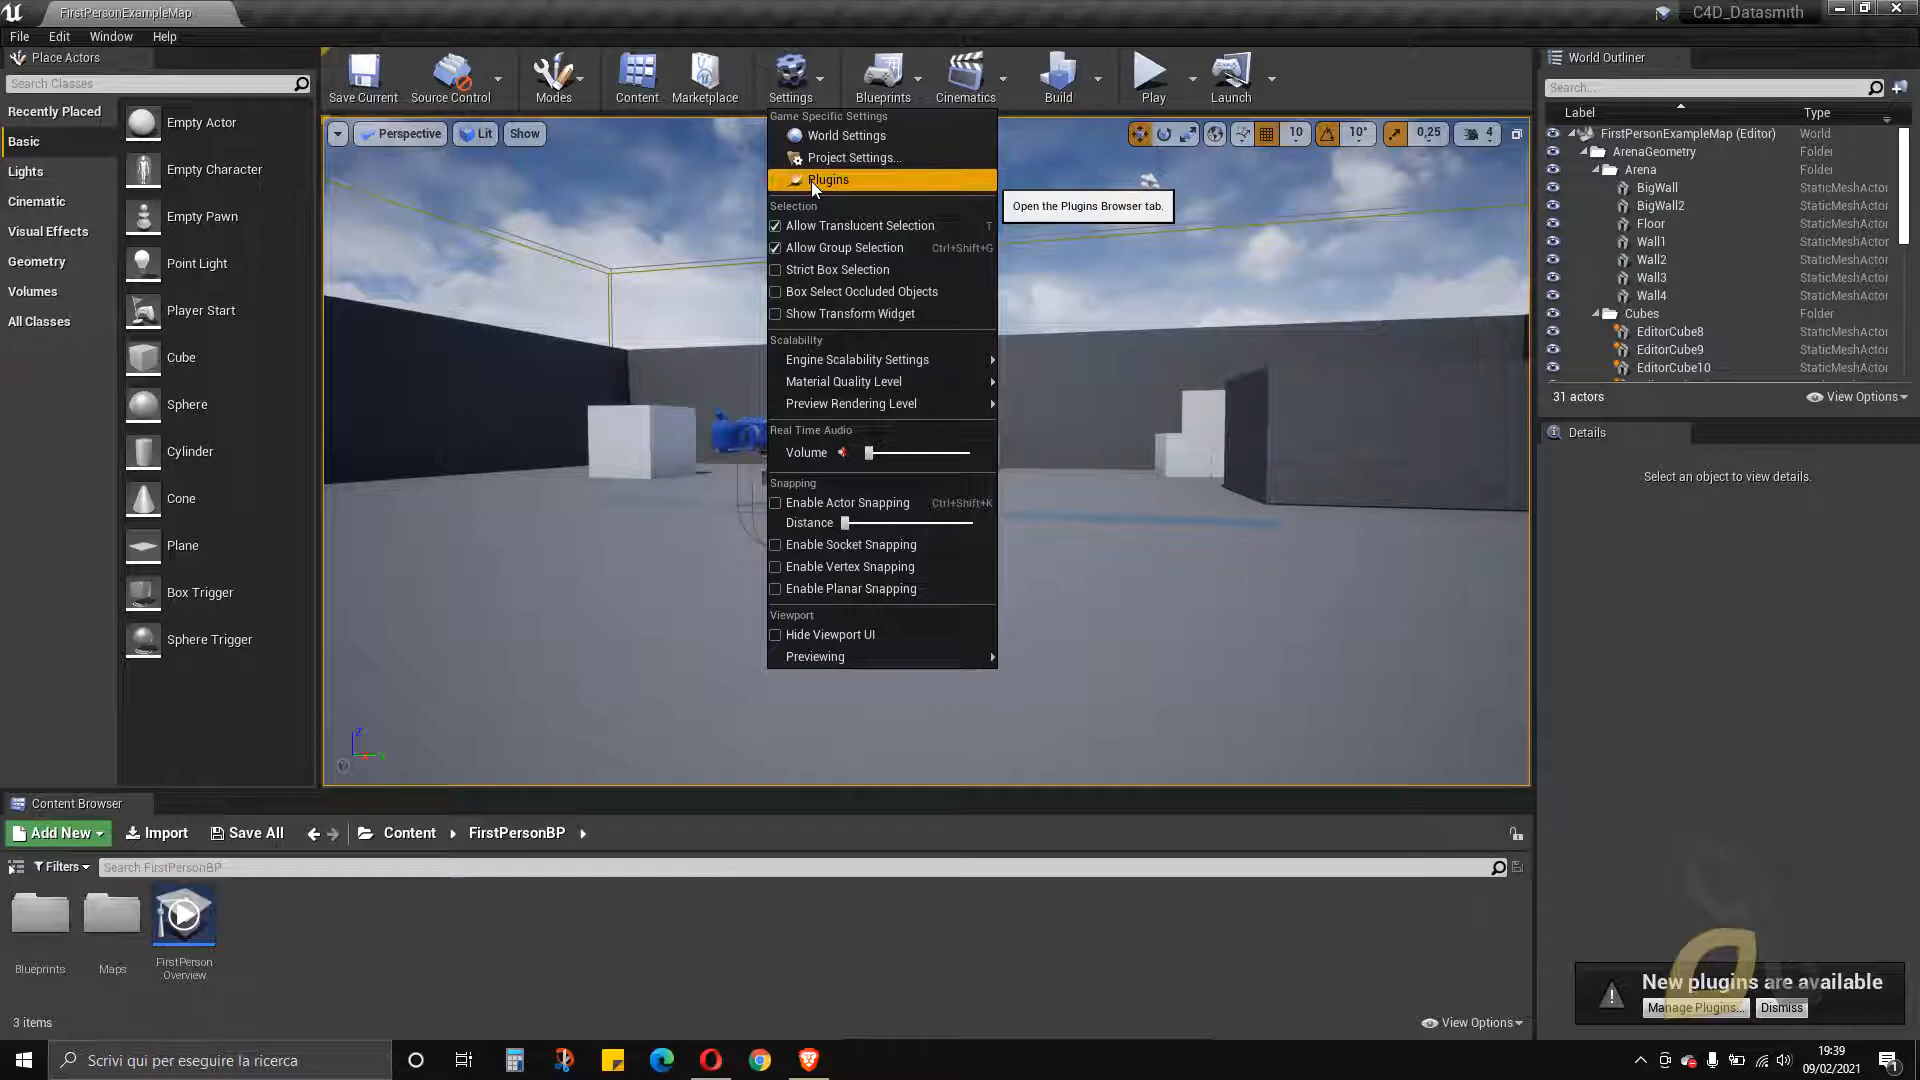 FirstPersonExampleMap
C4D_Datasmith
File Edit Window Help
Place Actors
Search Classes
Recently Placed
Basic
Lights
Cinematic
Visual Effects
Geometry
Volumes
All Classes
Empty Actor
Empty Character
Empty Pawn
Point Light
Player Start
Cube
Sphere
Cylinder
Cone
Plane
Box Trigger
Sphere Trigger
Save Current Source Control Modes Content Marketplace Settings Blueprints Cinematics Build Play Launch
Perspective Lit Show
10 10° 0,25 4
Game Specific Settings
World Settings
Project Settings...
Plugins
Open the Plugins Browser tab.
Selection
Allow Translucent Selection T
Allow Group Selection Ctrl+Shift+G
Strict Box Selection
Box Select Occluded Objects
Show Transform Widget
Scalability
Engine Scalability Settings
Material Quality Level
Preview Rendering Level
Real Time Audio
Volume
Snapping
Enable Actor Snapping Ctrl+Shift+K
Distance
Enable Socket Snapping
Enable Vertex Snapping
Enable Planar Snapping
Viewport
Hide Viewport UI
Previewing
World Outliner
Search...
Label Type
FirstPersonExampleMap (Editor) World
ArenaGeometry Folder
Arena Folder
BigWall StaticMeshActor
BigWall2 StaticMeshActor
Floor StaticMeshActor
Wall1 StaticMeshActor
Wall2 StaticMeshActor
Wall3 StaticMeshActor
Wall4 StaticMeshActor
Cubes Folder
EditorCube8 StaticMeshActor
EditorCube9 StaticMeshActor
EditorCube10 StaticMeshActor
31 actors View Options
Details
Select an object to view details.
Content Browser
Add New Import Save All Content FirstPersonBP
Filters Search FirstPersonBP
Blueprints
Maps
FirstPerson
Overview
3 items
View Options
New plugins are available
Manage Plugins... Dismiss
Scrivi qui per eseguire la ricerca
19:39
09/02/2021
1